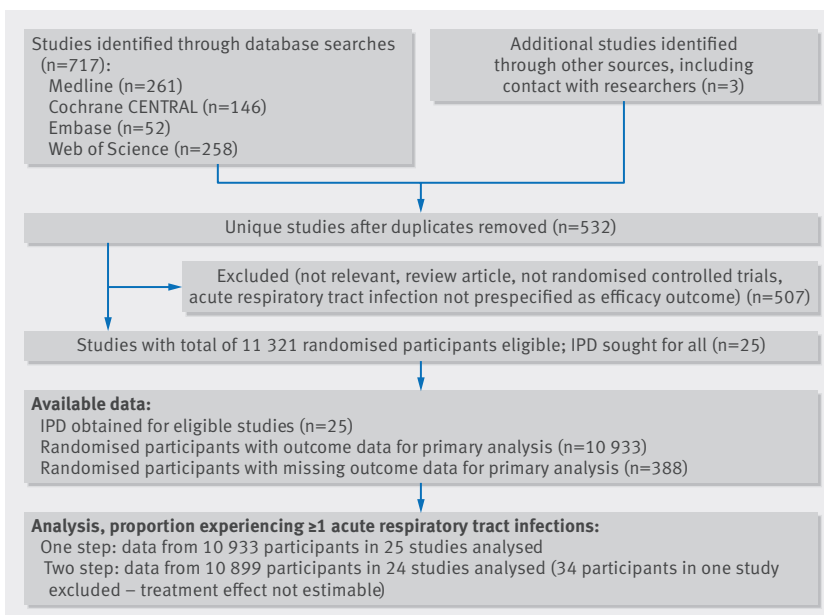 Studies identified through database searches
(n=717):
Medline (n=261)
Cochrane CENTRAL (n=146)
Embase (n=52)
Web of Science (n=258)
Additional studies identified
through other sources, including
contact with researchers (n=3)
Unique studies after duplicates removed (n=532)
Excluded (not relevant, review article, not randomised controlled trials,
acute respiratory tract infection not prespecified as efficacy outcome) (n=507)
Studies with total of 11 321 randomised participants eligible; IPD sought for all (n=25)
Available data:
IPD obtained for eligible studies (n=25)
Randomised participants with outcome data for primary analysis (n=10 933)
Randomised participants with missing outcome data for primary analysis (n=388)
Analysis, proportion experiencing ≥1 acute respiratory tract infections:
One step: data from 10 933 participants in 25 studies analysed
Two step: data from 10 899 participants in 24 studies analysed (34 participants in one study
excluded – treatment effect not estimable)